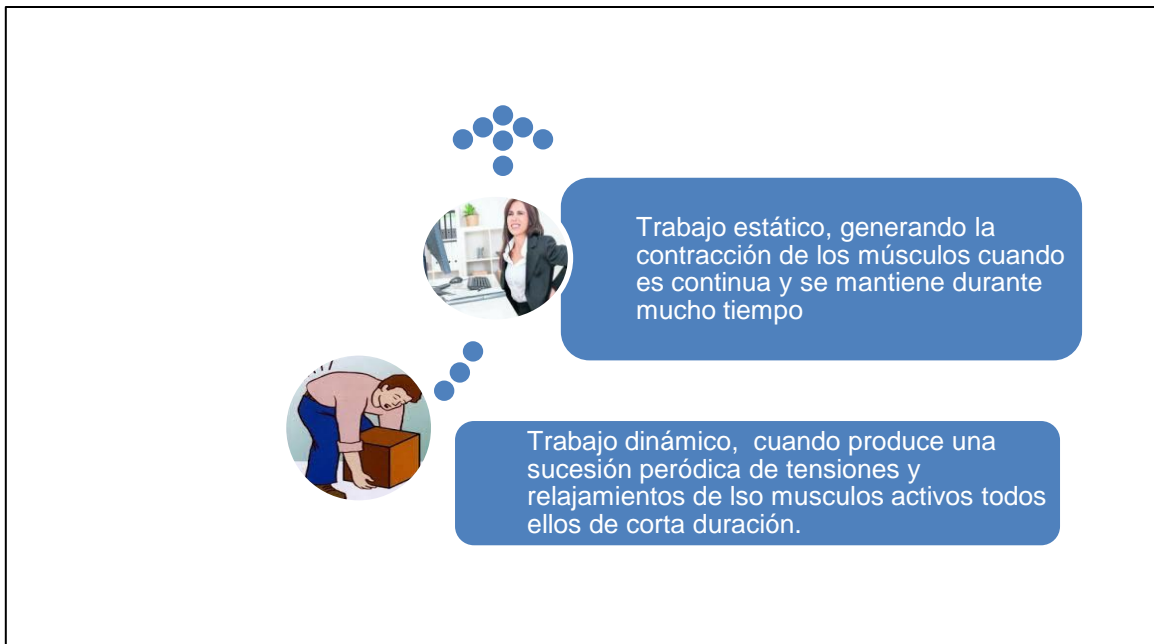 Trabajo estático, generando la
contracción de los músculos cuando
es continua y se mantiene durante
mucho tiempo
Trabajo dinámico,  cuando produce una
sucesión peródica de tensiones y
relajamientos de lso musculos activos todos
ellos de corta duración.